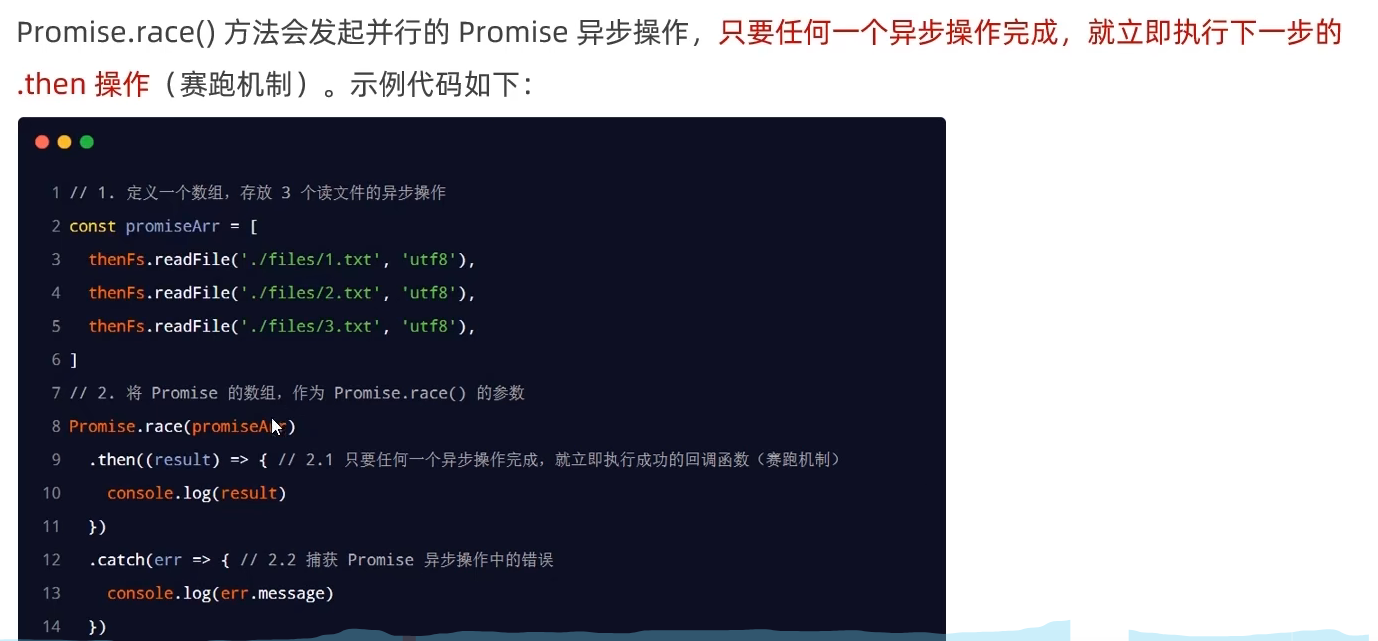 Promise.race() 方法会发起并行的 Promise 异步操作，只要任何一个异步操作完成，就立即执行下一步的
.then 操作（赛跑机制）。示例代码如下：
1 // 1. 定义一个数组，存放 3 个读文件的异步操作
2 const promiseArr = [
3   thenFs.readFile('./files/1.txt', 'utf8'),
4   thenFs.readFile('./files/2.txt', 'utf8'),
5   thenFs.readFile('./files/3.txt', 'utf8'),
6 ]
7 // 2. 将 Promise 的数组，作为 Promise.race() 的参数
8 Promise.race(promiseArr)
9   .then((result) => { // 2.1 只要任何一个异步操作完成，就立即执行成功的回调函数（赛跑机制）
10     console.log(result)
11   })
12   .catch(err => { // 2.2 捕获 Promise 异步操作中的错误
13     console.log(err.message)
14   })